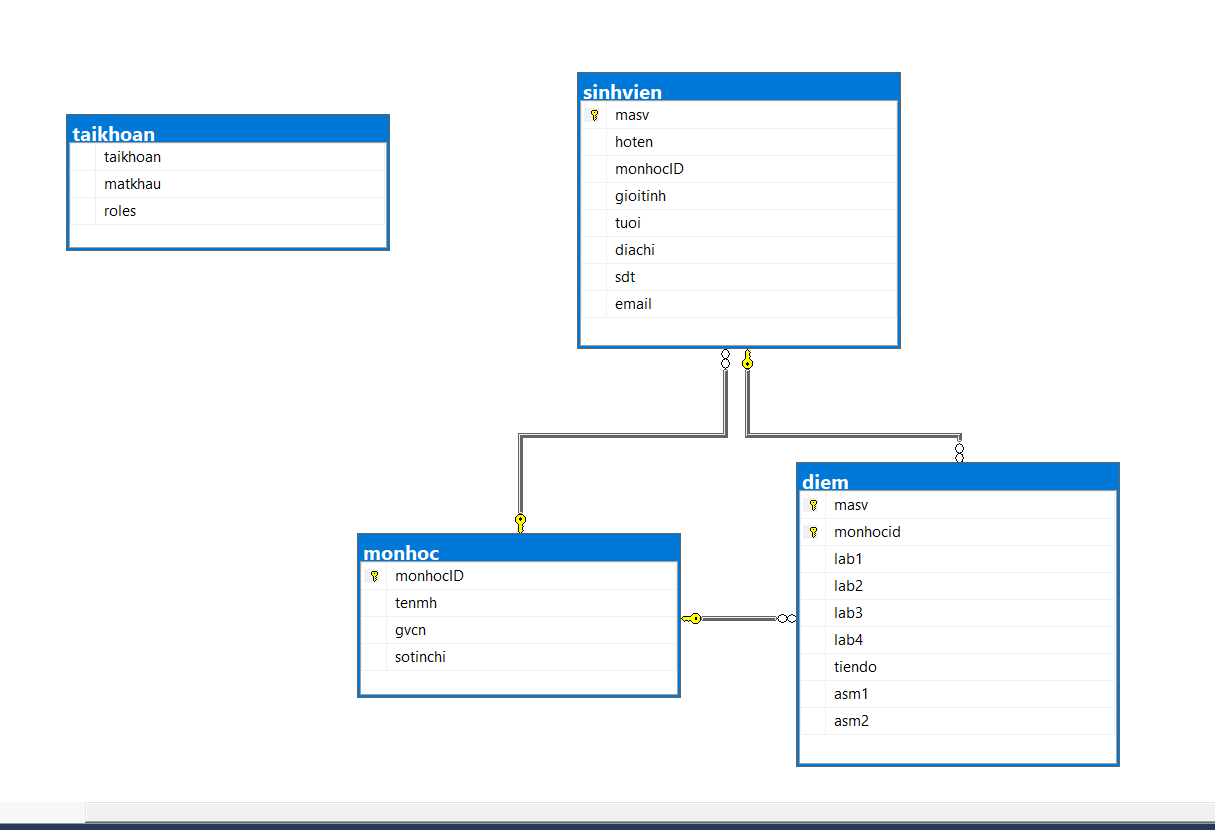 taikhoan
taikhoan
matkhau
roles
sinhvien
masv
hoten
monhocID
gioitinh
tuoi
diachi
sdt
email
monhoc
monhocID
tenmh
gvcn
sotinchi
diem
masv
monhocid
lab1
lab2
lab3
lab4
tiendo
asm1
asm2